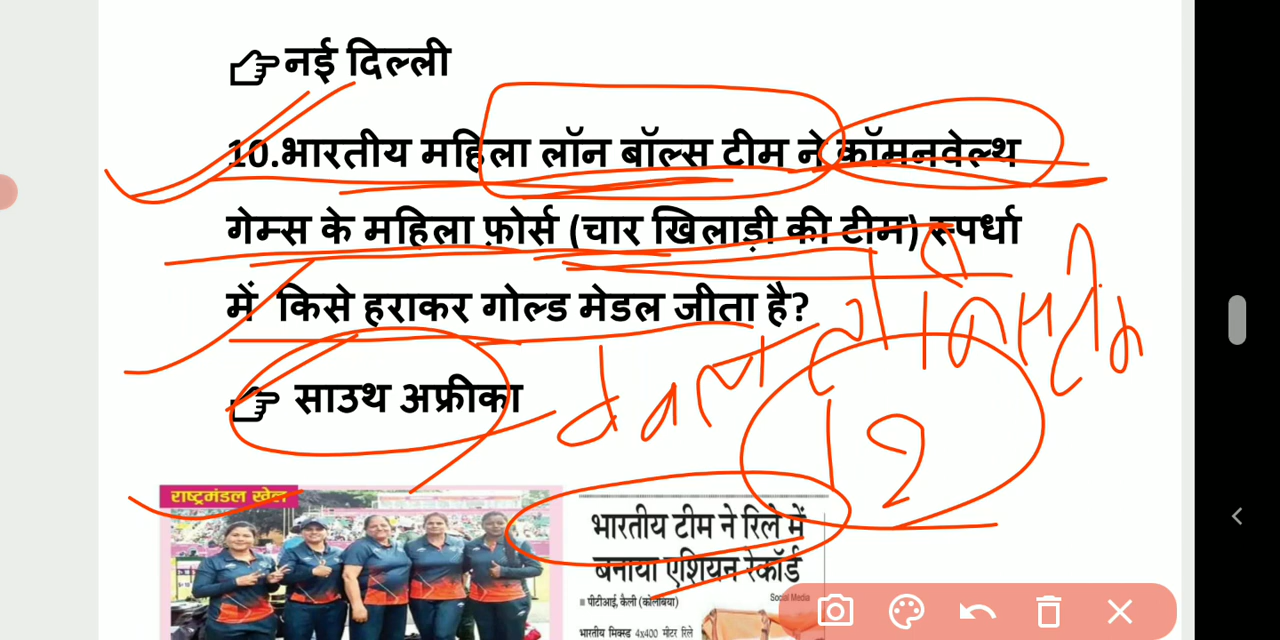 👉नई दिल्ली
10.भारतीय महिला लॉन बॉल्स टीम ने कॉमनवेल्थ
गेम्स के महिला फ़ोर्स (चार खिलाड़ी की टीम) स्पर्धा
में किसे हराकर गोल्ड मेडल जीता है?
👉 साउथ अफ्रीका
12
राष्ट्रमंडल खेल
भारतीय टीम ने रिले में
बनाया एशियन रेकॉर्ड
■ पीटीआई, कैली (कोलंबिया)
Social Media
भारतीय मिक्स्ड 4x400 मीटर रिले